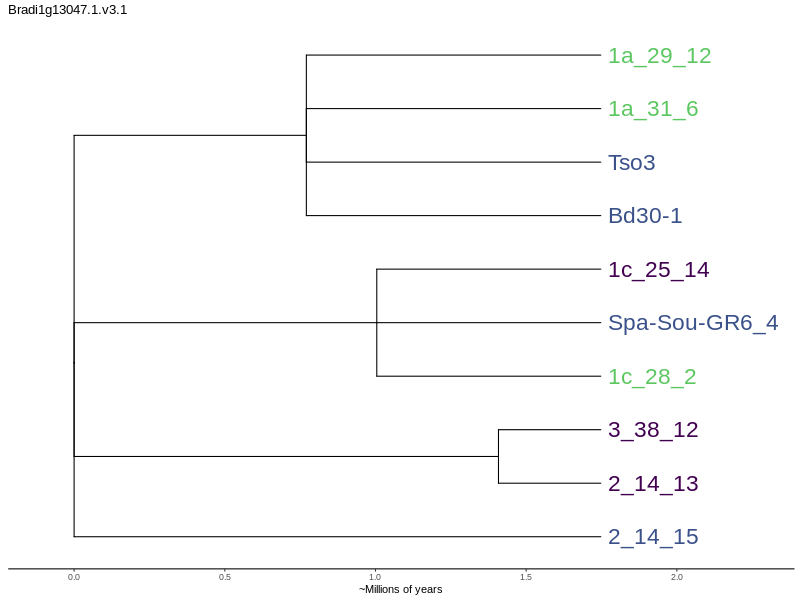 Bradi1g13047.1.v3.1
1a_29_12
1a_31_6
Tso3
Bd30-1
1c_25_14
Spa-Sou-GR6_4
1c_28_2
3_38_12
2_14_13
2_14_15
0.0 0.5 1.0 1.5 2.0
~Millions of years